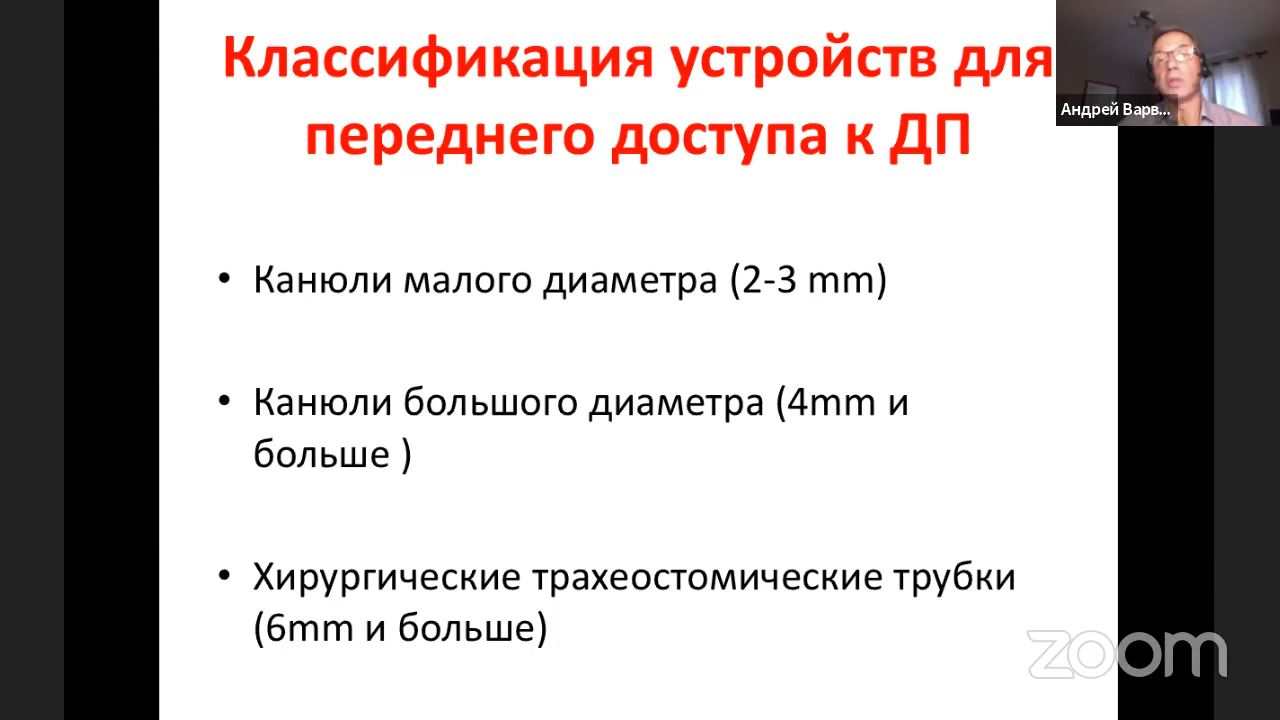 Классификация устройств для
переднего доступа к ДП
Андрей Варв...
• Канюли малого диаметра (2-3 mm)
• Канюли большого диаметра (4mm и
больше )
• Хирургические трахеостомические трубки
(6mm и больше)
zoom